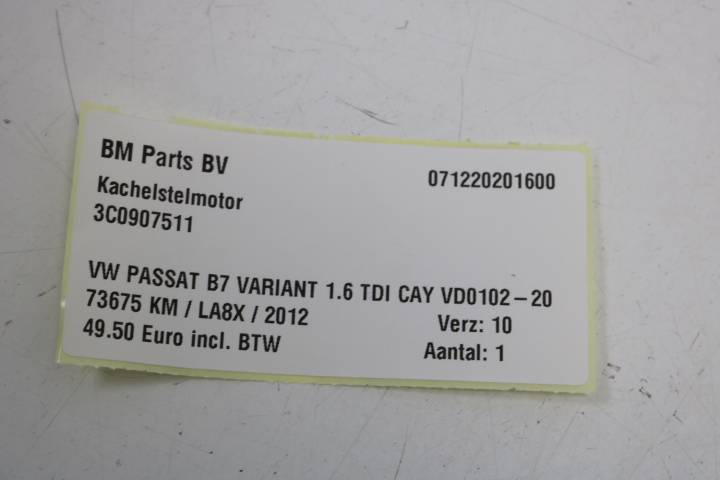 BM Parts BV 071220201600
Kachelstelmotor
3C0907511
VW PASSAT B7 VARIANT 1.6 TDI CAY VD0102-20
73675 KM / LA8X / 2012 Verz: 10
49.50 Euro incl. BTW Aantal: 1